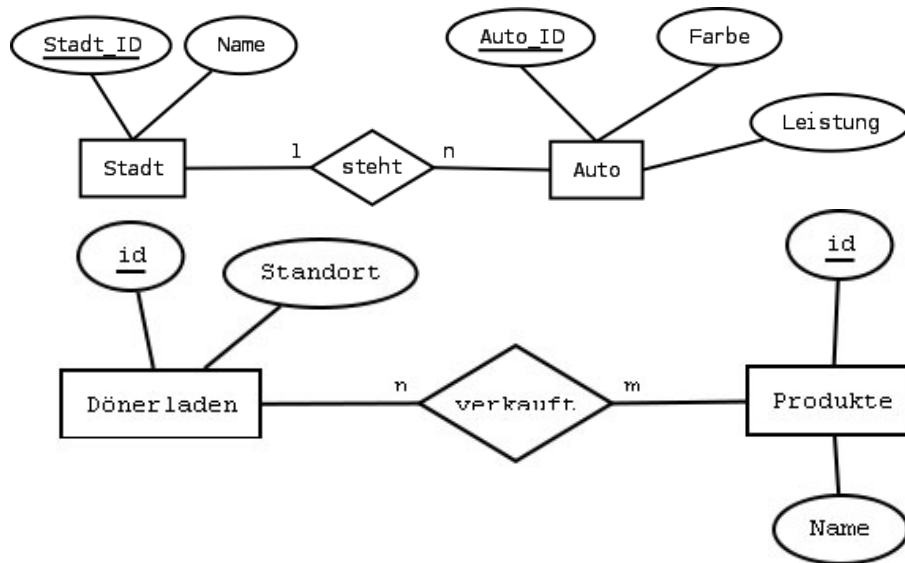 Stadt_ID
Name
Auto_ID
Farbe
Leistung
Stadt
1
steht
n
Auto
id
Standort
id
Dönerladen
n
verkauft
m
Produkte
Name